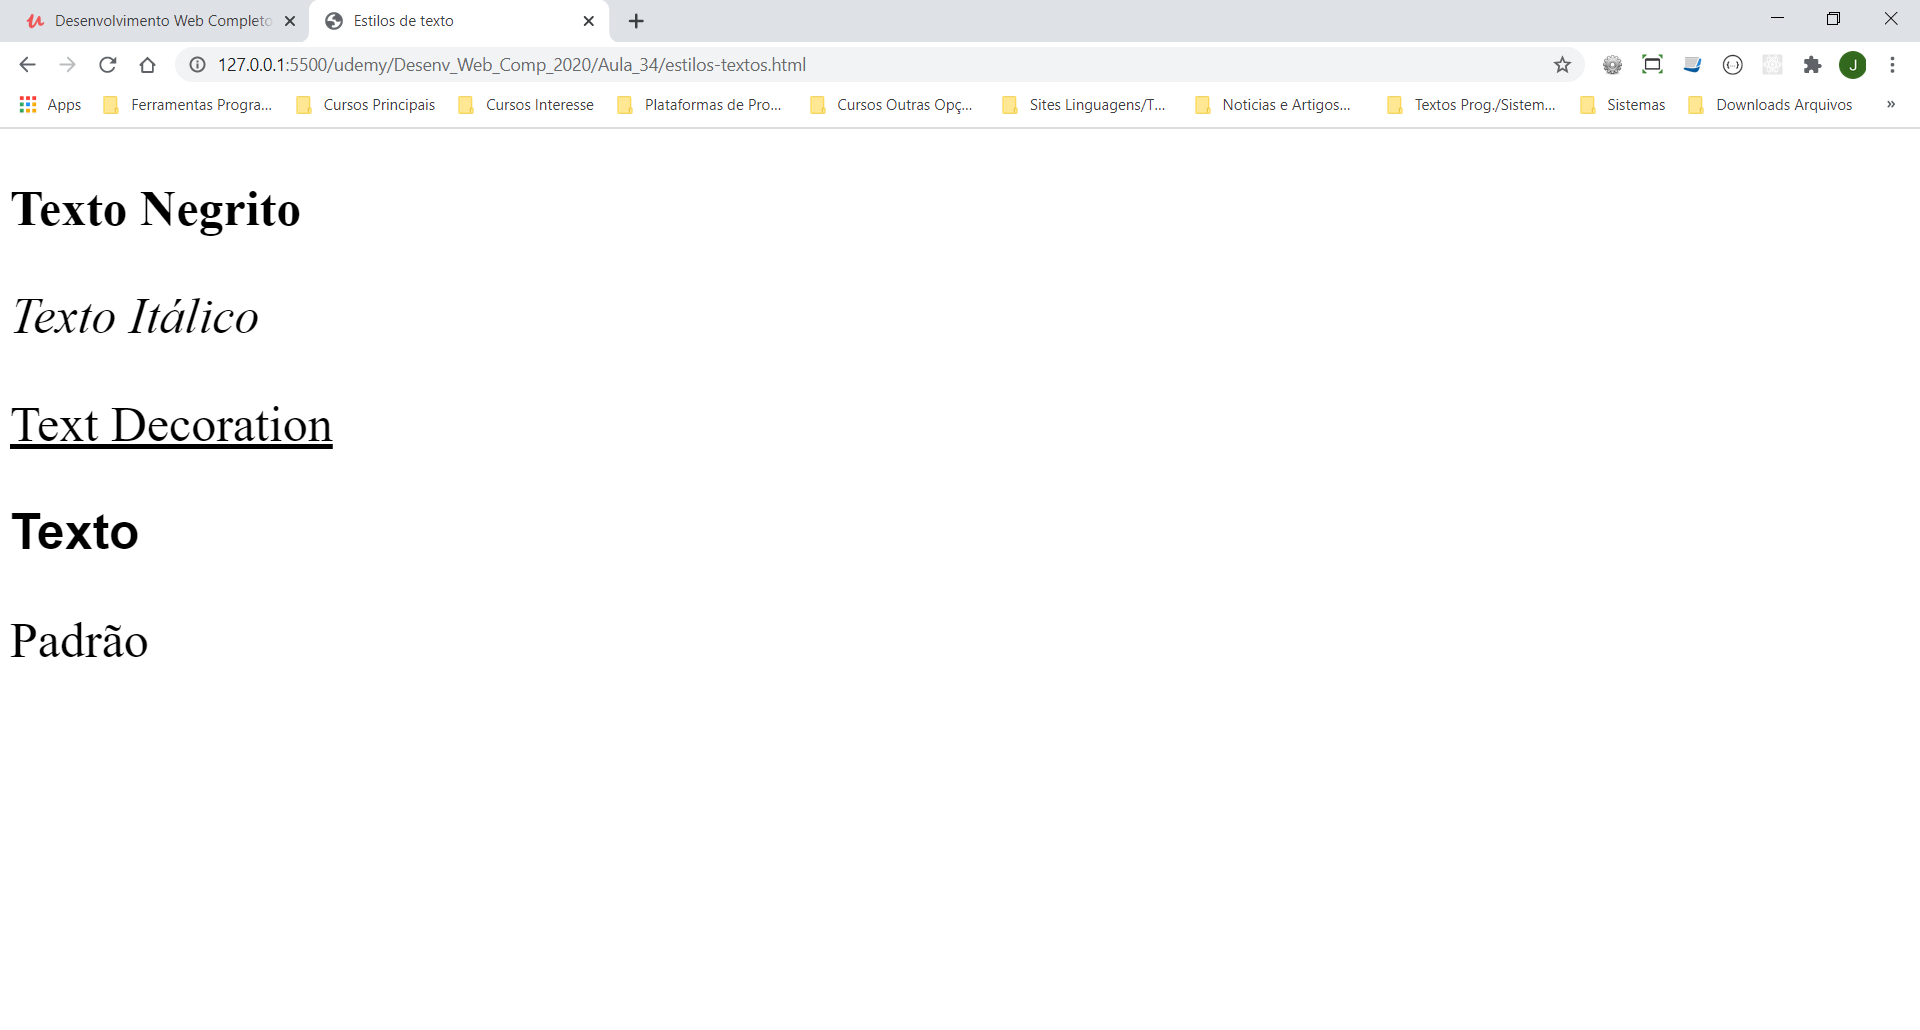 Desenvolvimento Web Completo
Estilos de texto
127.0.0.1:5500/udemy/Desenv_Web_Comp_2020/Aula_34/estilos-textos.html
J
Apps Ferramentas Progra... Cursos Principais Cursos Interesse Plataformas de Pro... Cursos Outras Opç... Sites Linguagens/T... Noticias e Artigos... Textos Prog./Sistem... Sistemas Downloads Arquivos »
Texto Negrito
Texto Itálico
Text Decoration
Texto
Padrão